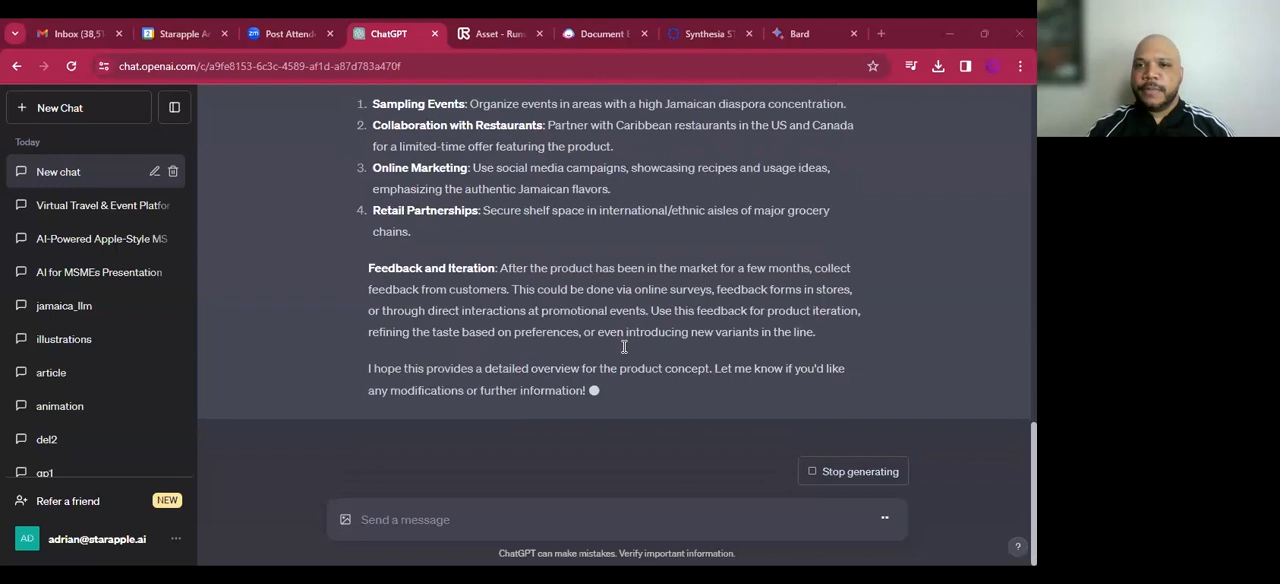 Inbox (38,5
Starapple A
Post Attend
ChatGPT
Asset - Run
Document E
Synthesia S
Bard
chat.openai.com/c/a9fe8153-6c3c-4589-af1d-a87d783a470f
New Chat
Today
New chat
Virtual Travel & Event Platfor
AI-Powered Apple-Style MS
AI for MSMEs Presentation
jamaica_llm
illustrations
article
animation
del2
gp1
Refer a friend
NEW
AD
adrian@starapple.ai
1. Sampling Events: Organize events in areas with a high Jamaican diaspora concentration.
2. Collaboration with Restaurants: Partner with Caribbean restaurants in the US and Canada
for a limited-time offer featuring the product.
3. Online Marketing: Use social media campaigns, showcasing recipes and usage ideas,
emphasizing the authentic Jamaican flavors.
4. Retail Partnerships: Secure shelf space in international/ethnic aisles of major grocery
chains.
Feedback and Iteration: After the product has been in the market for a few months, collect
feedback from customers. This could be done via online surveys, feedback forms in stores,
or through direct interactions at promotional events. Use this feedback for product iteration,
refining the taste based on preferences, or even introducing new variants in the line.
I hope this provides a detailed overview for the product concept. Let me know if you'd like
any modifications or further information!
Stop generating
Send a message
ChatGPT can make mistakes. Verify important information.
?